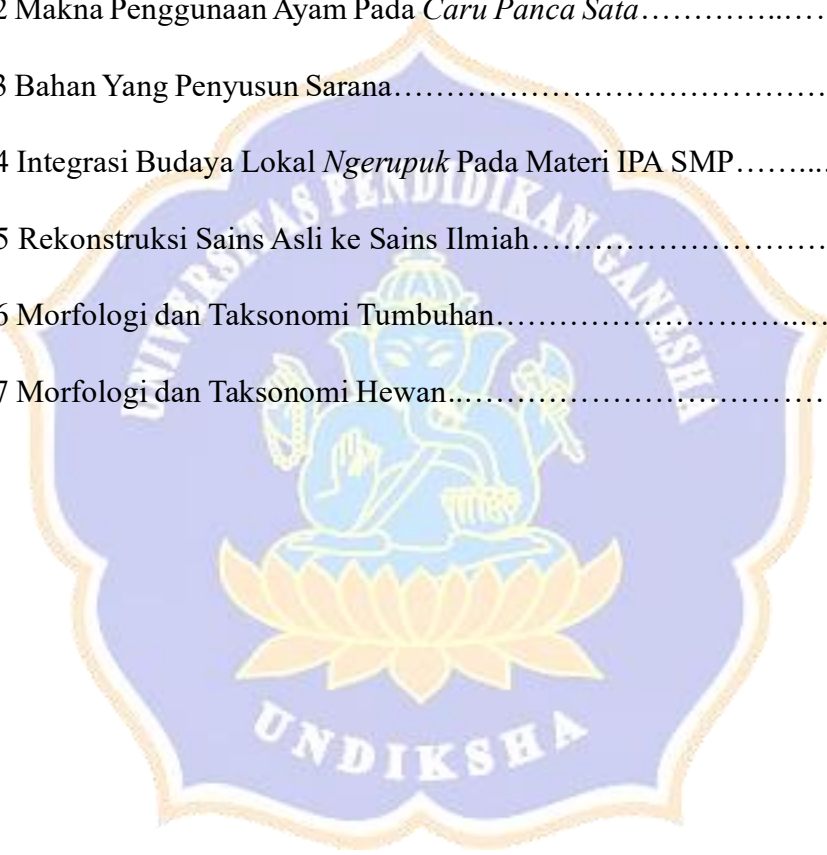 2 Makna Penggunaan Ayam Pada Caru Panca Sata…………..……
3 Bahan Yang Penyusun Sarana……………………………………
4 Integrasi Budaya Lokal Ngerupuk Pada Materi IPA SMP……....
5 Rekonstruksi Sains Asli ke Sains Ilmiah…………………………
6 Morfologi dan Taksonomi Tumbuhan………………………..….
7 Morfologi dan Taksonomi Hewan..………………………………
UNIVERSITAS PENDIDIKAN GANESHA
UNDIKSHA